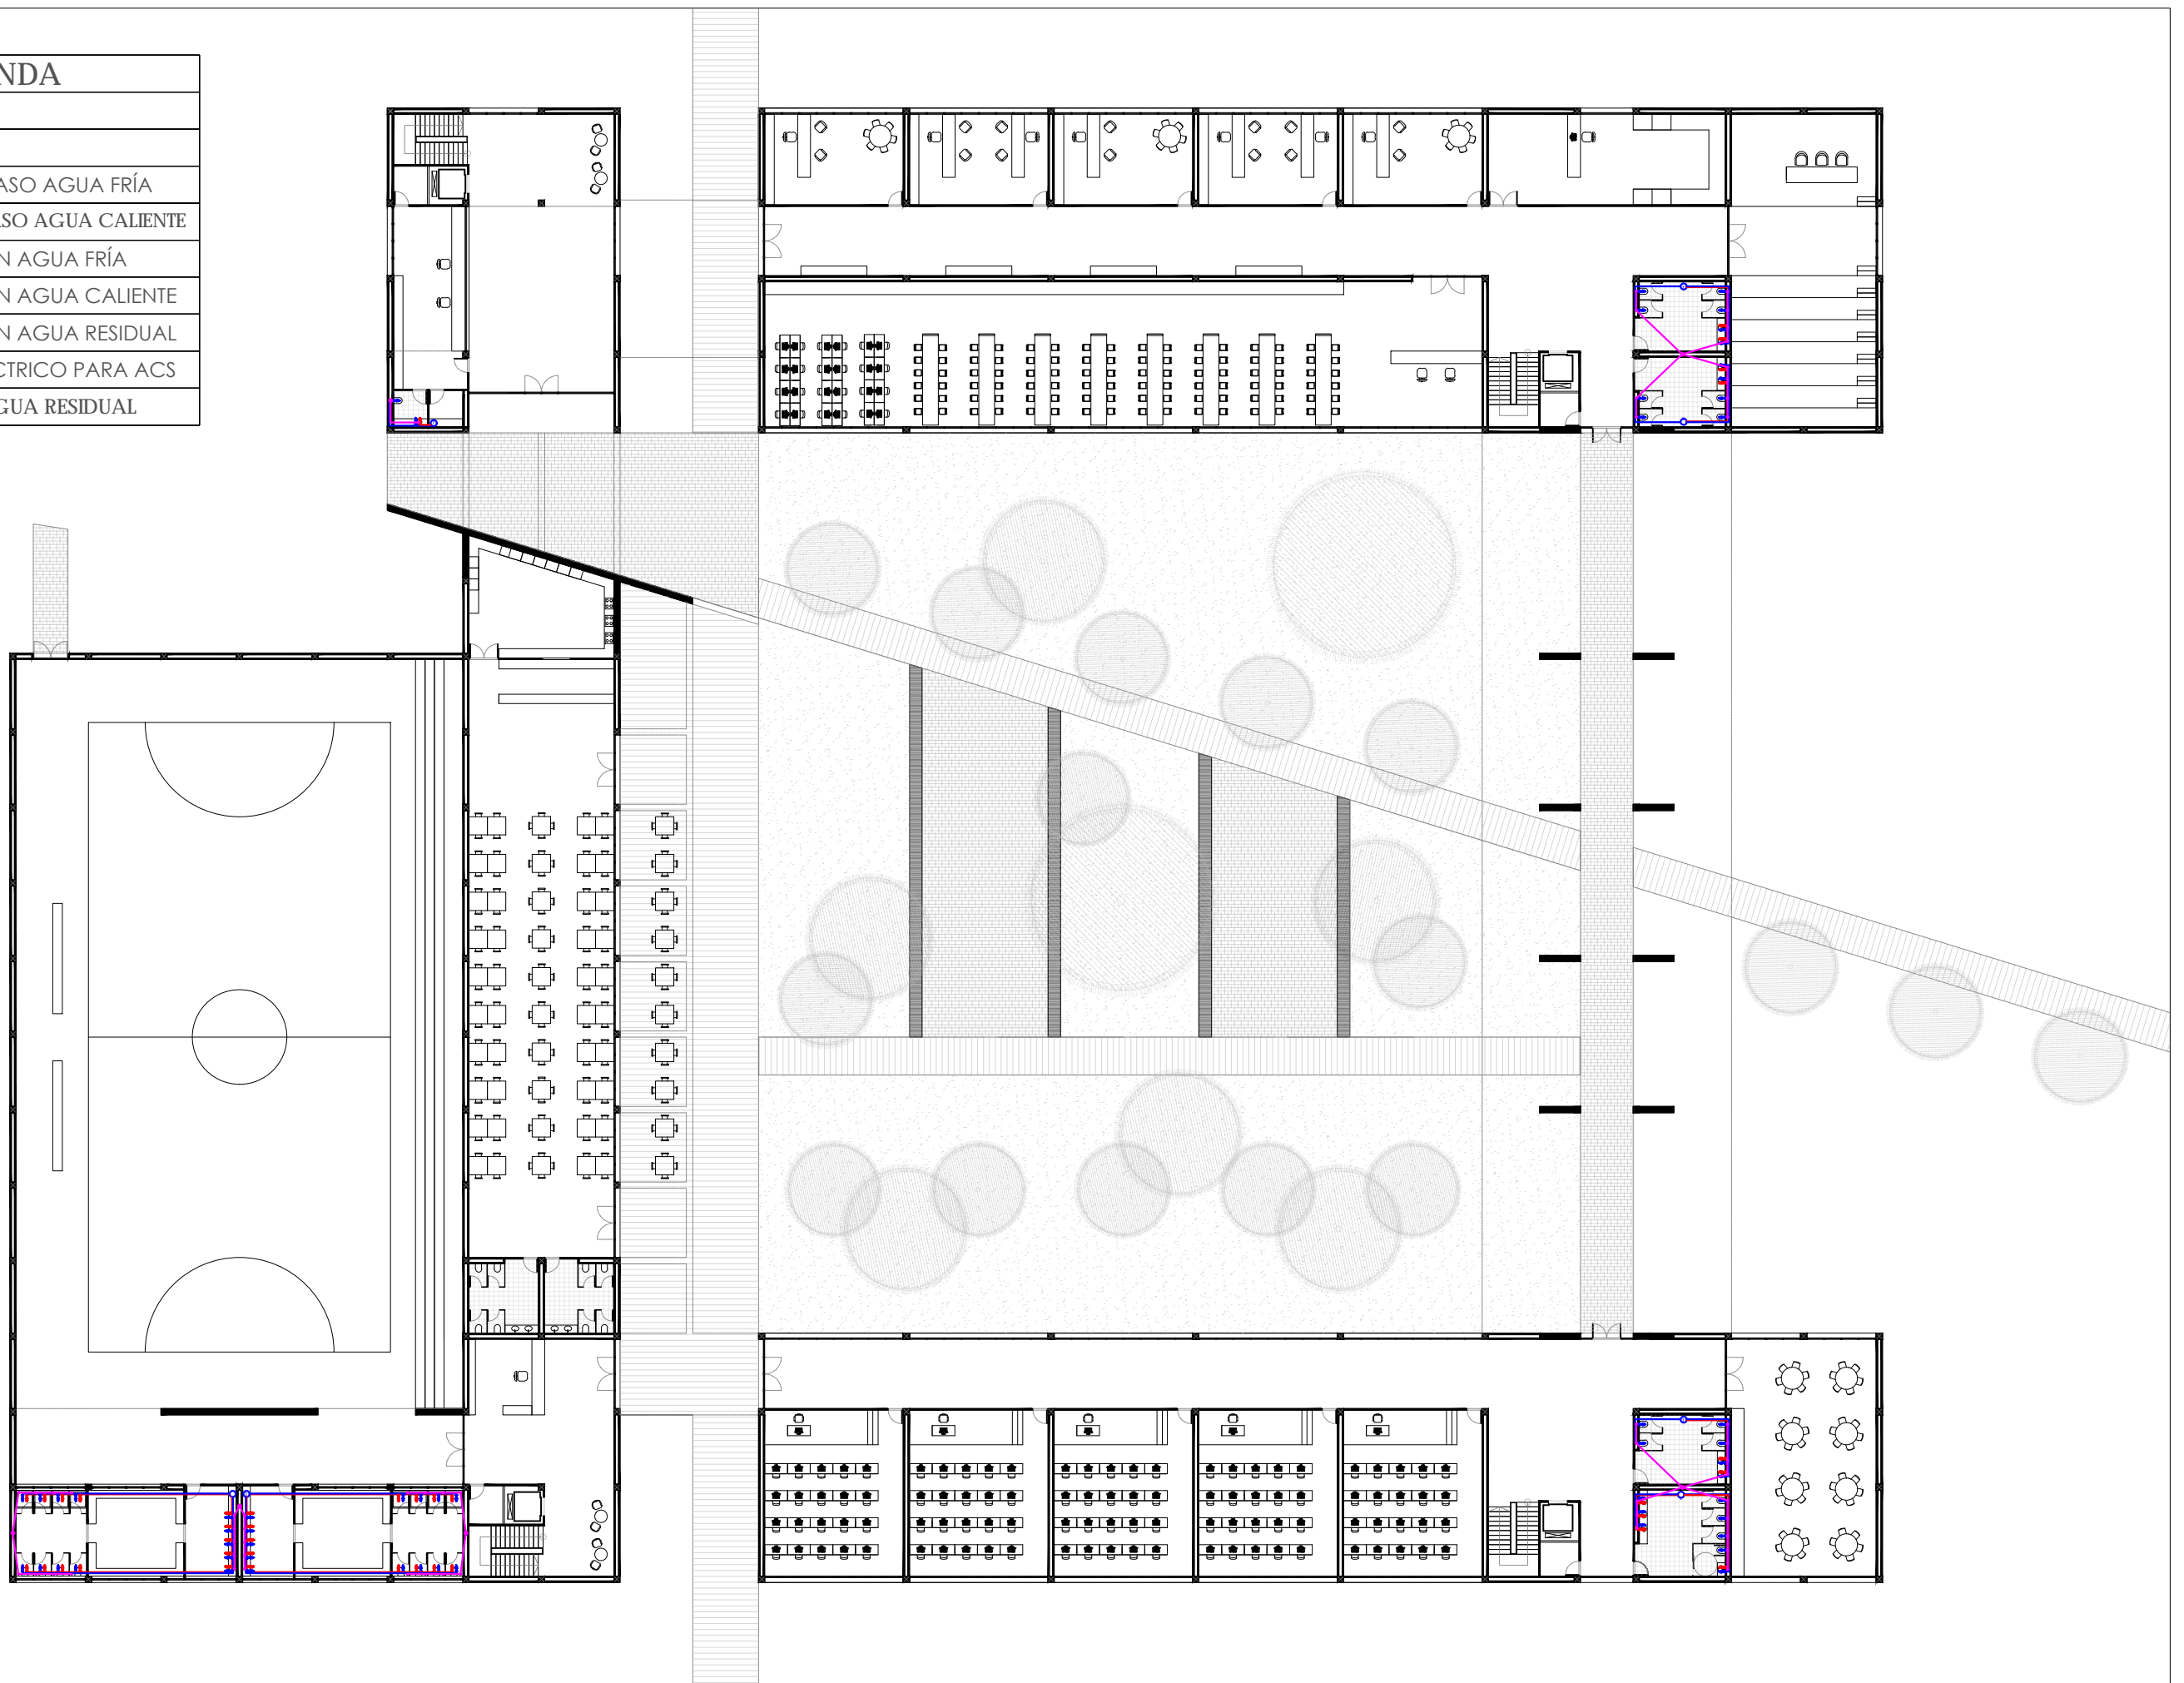 NDA
ASO AGUA FRÍA
SO AGUA CALIENTE
N AGUA FRÍA
N AGUA CALIENTE
N AGUA RESIDUAL
CTRICO PARA ACS
GUA RESIDUAL